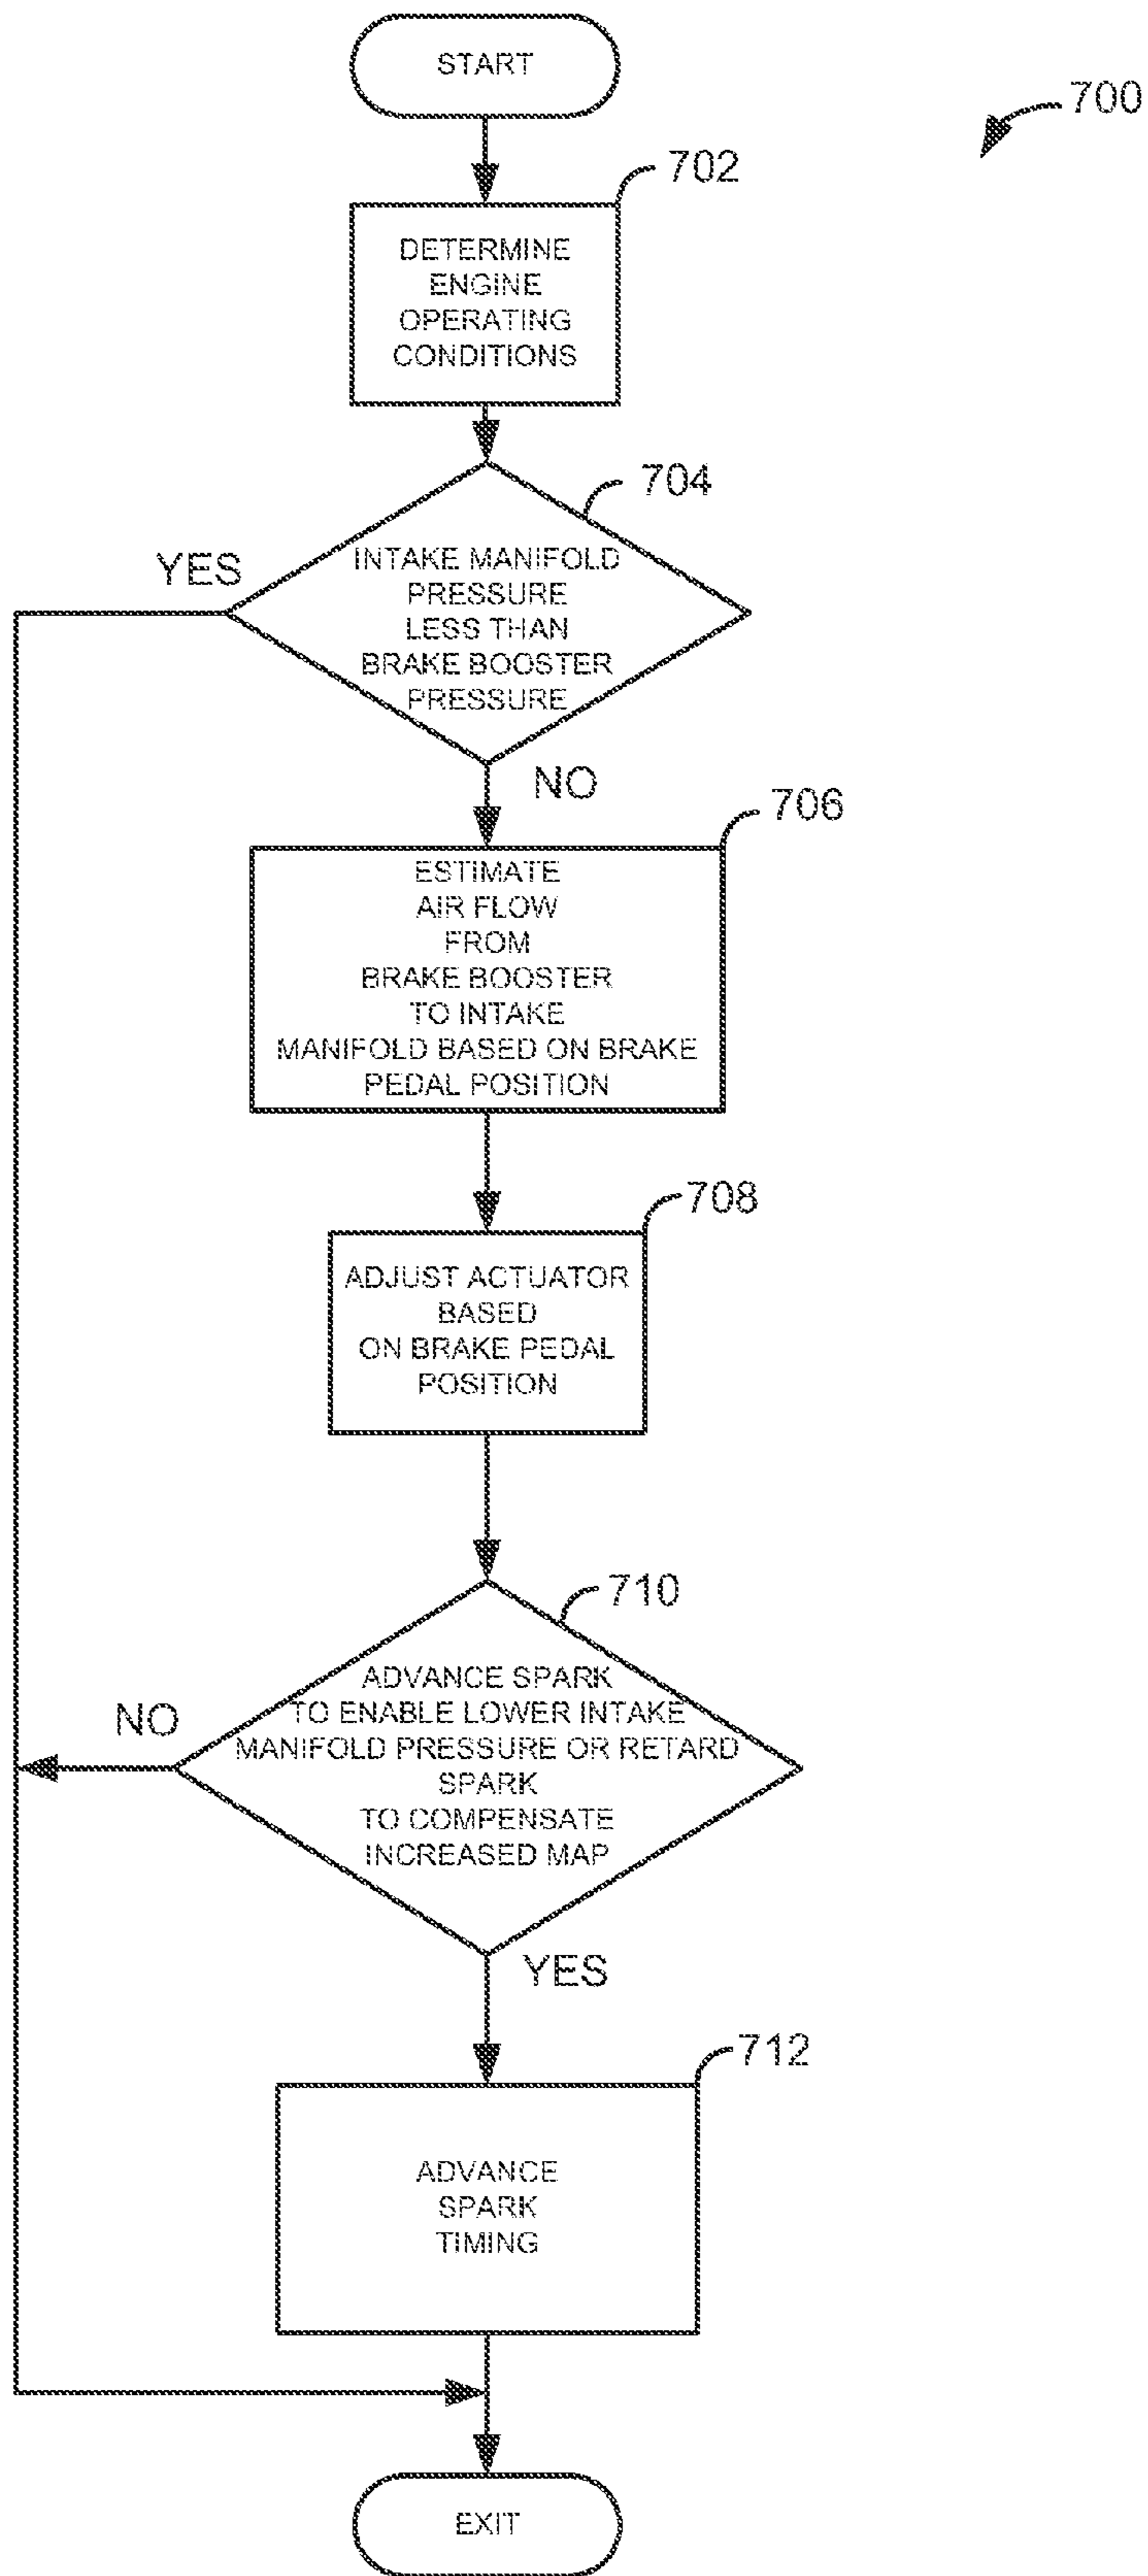 START
700
702
DETERMINE
ENGINE
OPERATING
CONDITIONS
704
YES
INTAKE MANIFOLD
PRESSURE
LESS THAN
BRAKE BOOSTER
PRESSURE
NO
706
ESTIMATE
AIR FLOW
FROM
BRAKE BOOSTER
TO INTAKE
MANIFOLD BASED ON BRAKE
PEDAL POSITION
708
ADJUST ACTUATOR
BASED
ON BRAKE PEDAL
POSITION
710
NO
ADVANCE SPARK
TO ENABLE LOWER INTAKE
MANIFOLD PRESSURE OR RETARD
SPARK
TO COMPENSATE
INCREASED MAP
YES
712
ADVANCE
SPARK
TIMING
EXIT